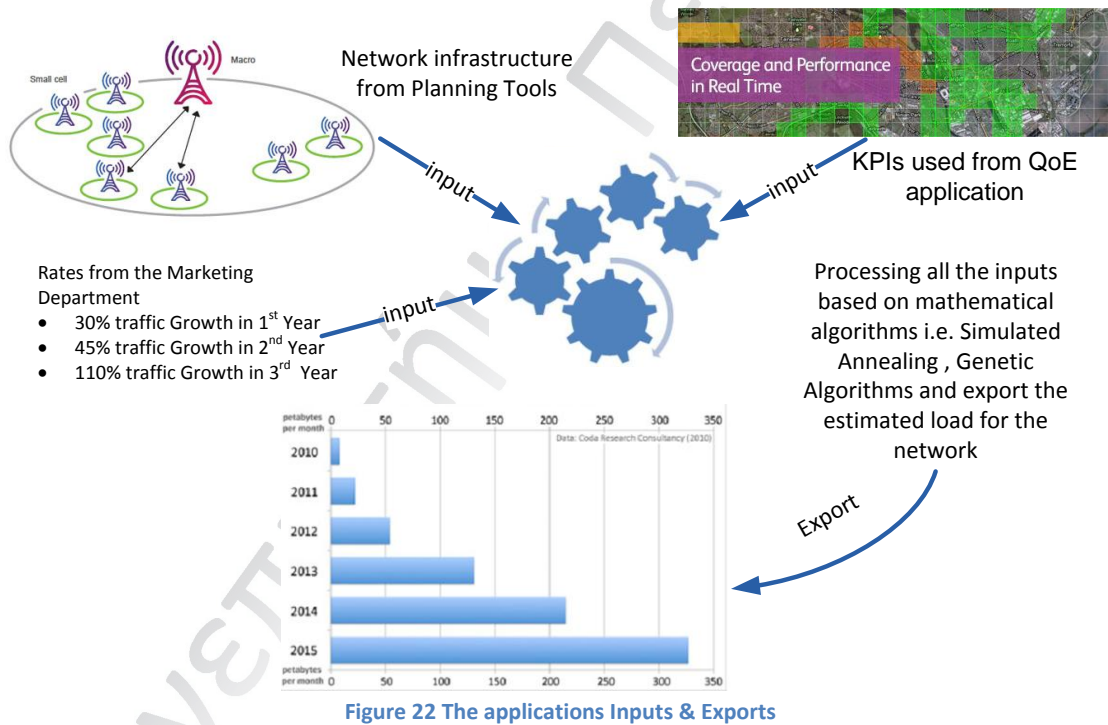 Macro
Small cell
Network infrastructure
from Planning Tools
Coverage and Performance
in Real Time
KPIs used from QoE
application
input
input
input
Rates from the Marketing
Department
• 30% traffic Growth in 1st Year
• 45% traffic Growth in 2nd Year
• 110% traffic Growth in 3rd Year
Processing all the inputs
based on mathematical
algorithms i.e. Simulated
Annealing , Genetic
Algorithms and export the
estimated load for the
network
Export
petabytes
per month
0 50 100 150 200 250 300 350
Data: Coda Research Consultancy (2010)
2010
2011
2012
2013
2014
2015
petabytes
per month
0 50 100 150 200 250 300 350
Figure 22 The applications Inputs & Exports